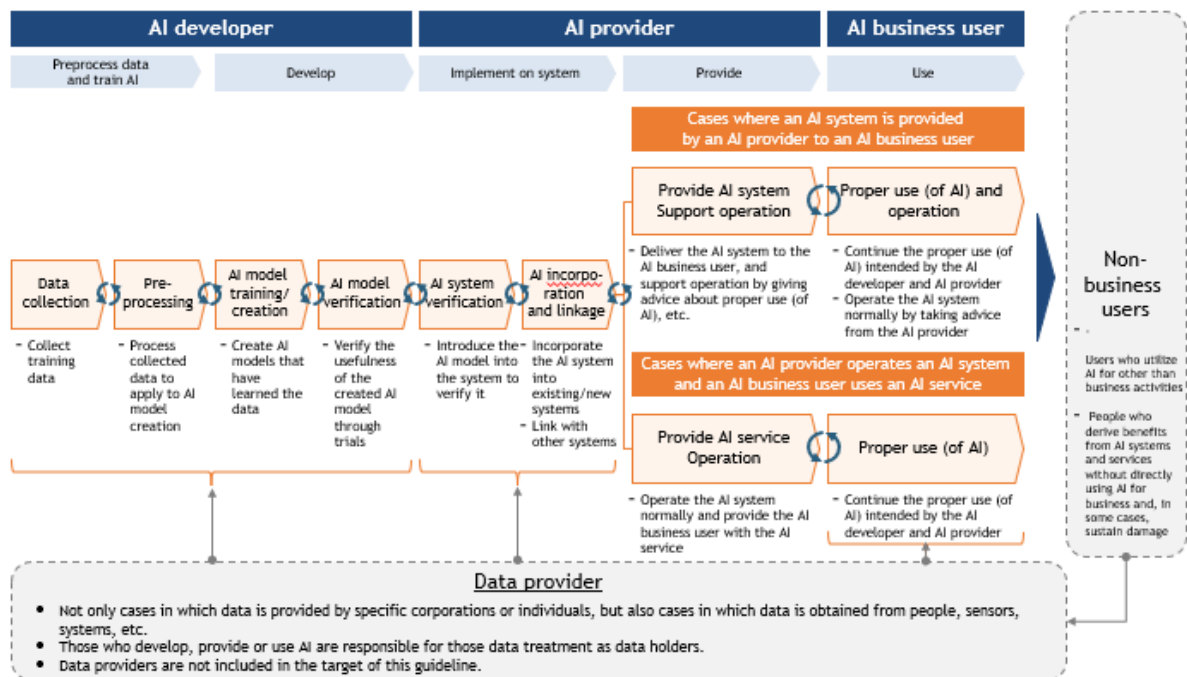 AI developer
AI provider
AI business user
Preprocess data
and train AI
Develop
Implement on system
Provide
Use
Cases where an AI system is provided
by an AI provider to an AI business user
Provide AI system
Support operation
Proper use (of AI) and
operation
- Deliver the AI system to the
AI business user, and
support operation by giving
advice about proper use (of
AI), etc.
- Continue the proper use (of
AI) intended by the AI
developer and AI provider
- Operate the AI system
normally by taking advice
from the AI provider
Data
collection
Pre-
processing
AI model
training/
creation
AI model
verification
AI system
verification
AI incorpo-
ration
and linkage
- Collect
training
data
- Process
collected
data to
apply to AI
model
creation
- Create AI
models that
have
learned the
data
- Verify the
usefulness
of the
created AI
model
through
trials
- Introduce the
AI model into
the system to
verify it
- Incorporate
the AI system
into
existing/new
systems
- Link with
other systems
Cases where an AI provider operates an AI system
and an AI business user uses an AI service
Provide AI service
Operation
Proper use (of AI)
- Operate the AI system
normally and provide the AI
business user with the AI
service
- Continue the proper use (of
AI) intended by the AI
developer and AI provider
Non-
business
users
- .
Users who utilize
AI for other than
business activities
- People who
derive benefits
from AI systems
and services
without directly
using AI for
business and, in
some cases,
sustain damage
Data provider
• Not only cases in which data is provided by specific corporations or individuals, but also cases in which data is obtained from people, sensors,
systems, etc.
• Those who develop, provide or use AI are responsible for those data treatment as data holders.
• Data providers are not included in the target of this guideline.